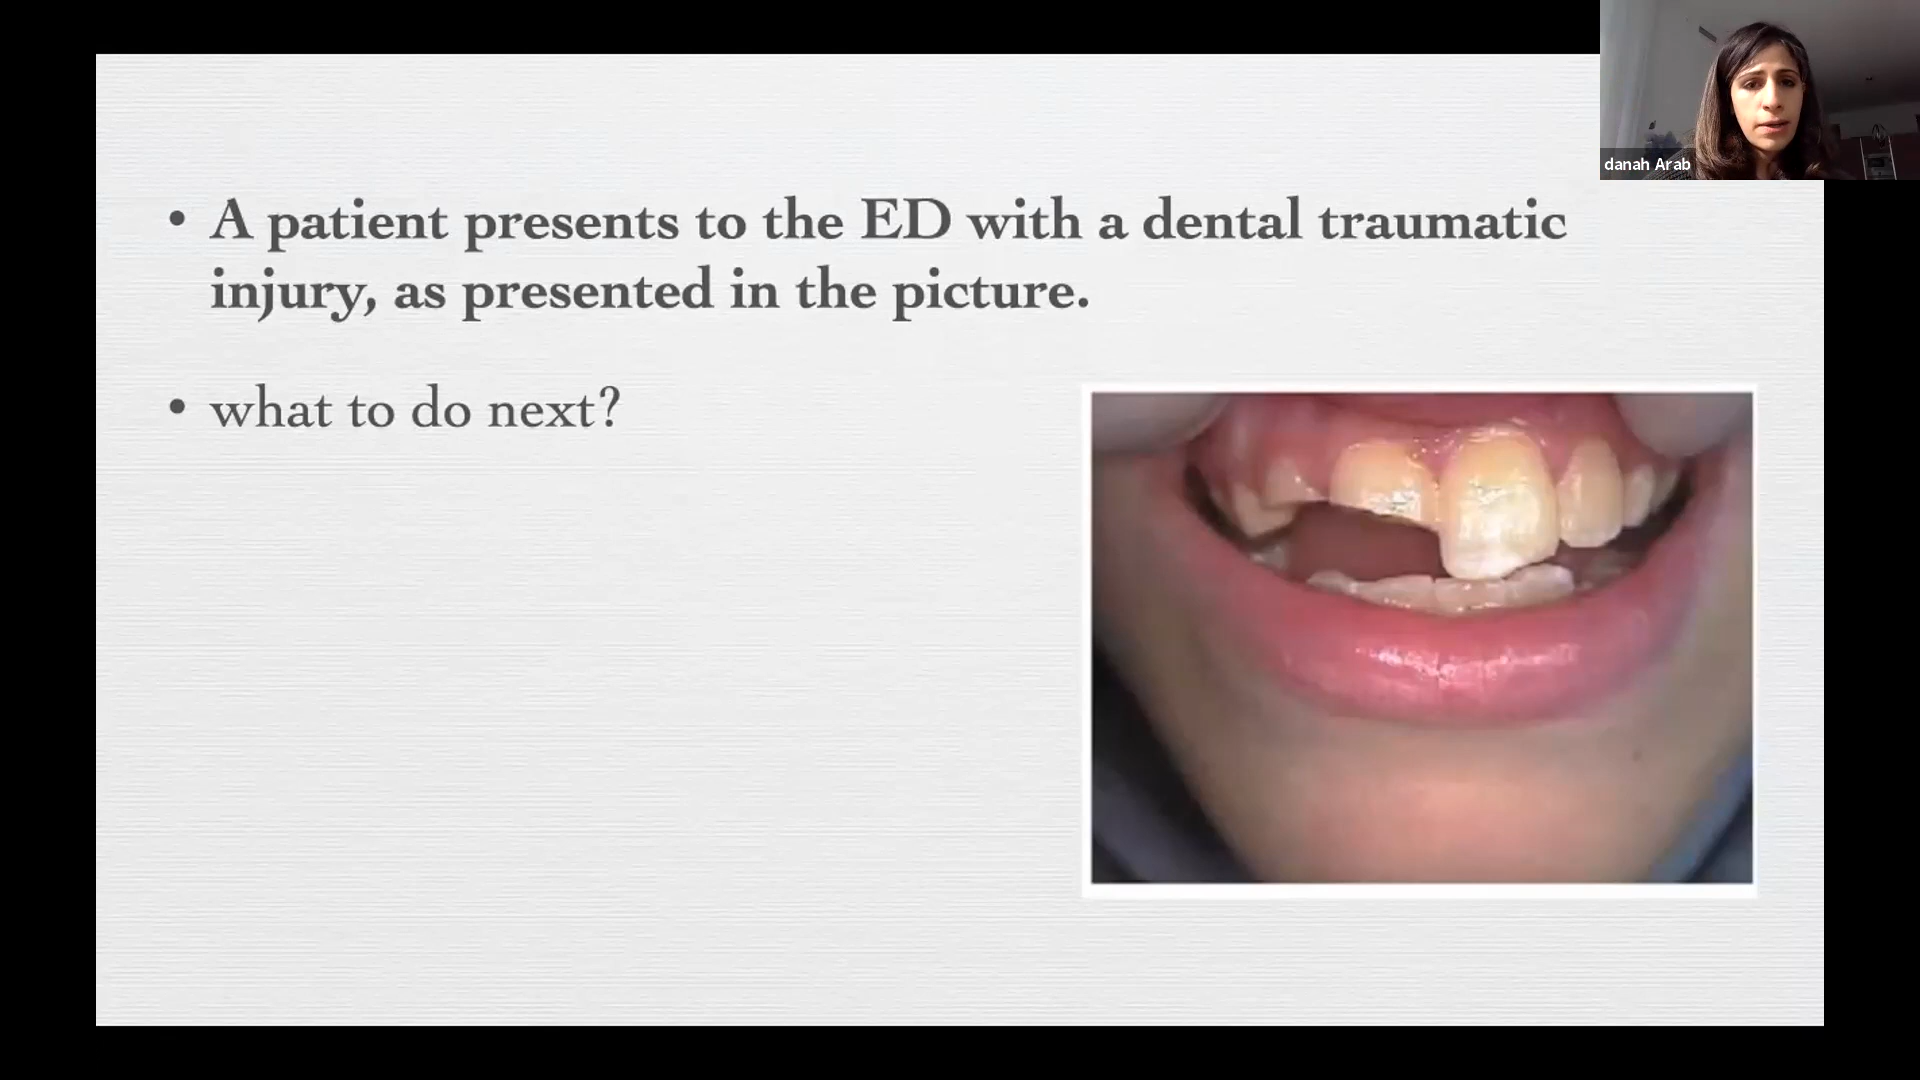 danah Arab
• A patient presents to the ED with a dental traumatic
injury, as presented in the picture.
• what to do next?